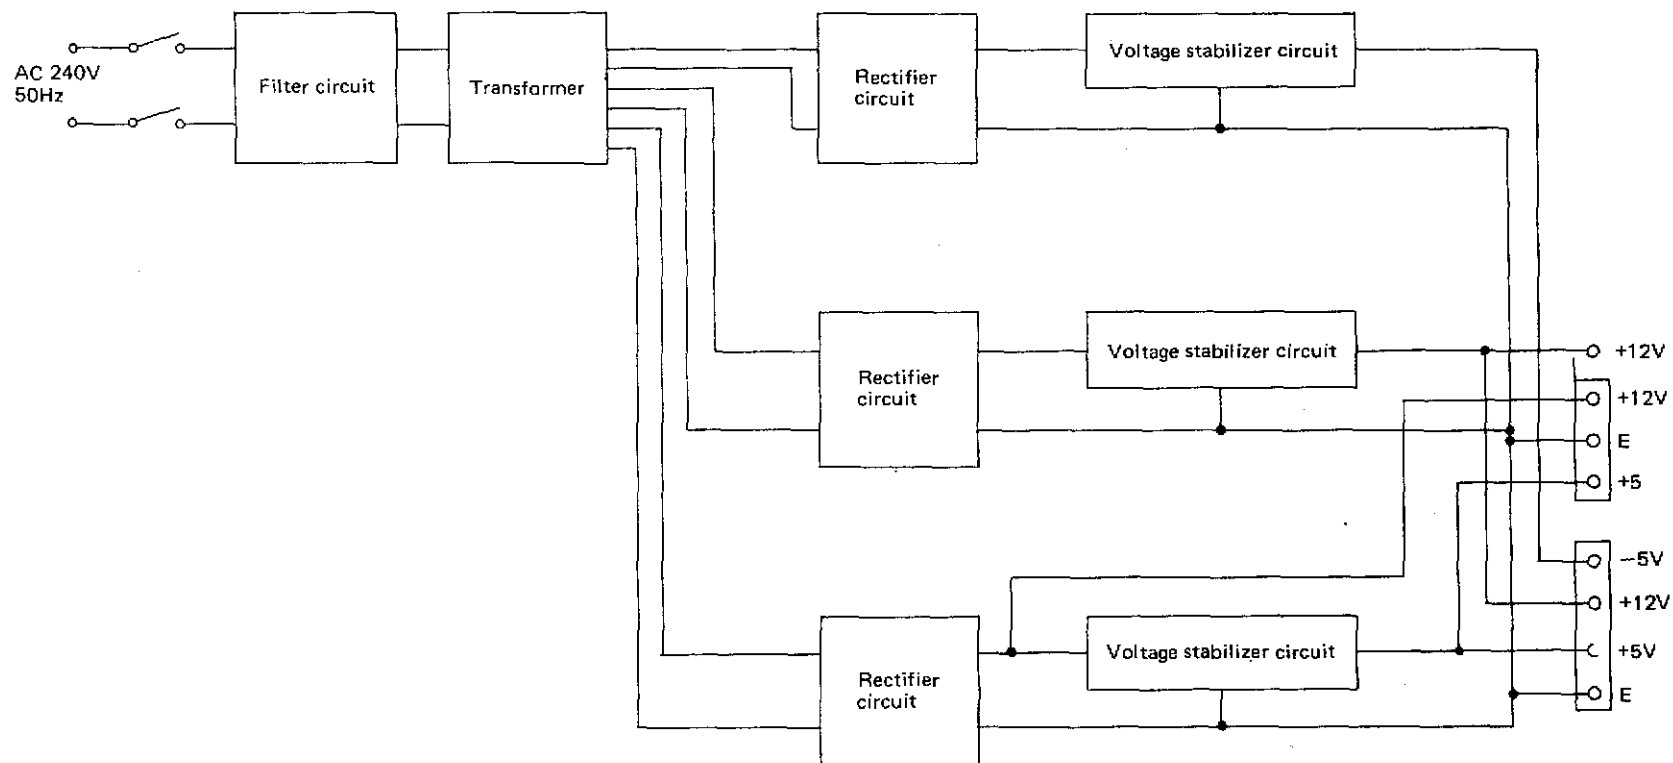 AC 240V
50Hz
Filter circuit
Transformer
Rectifier
circuit
Voltage stabilizer circuit
Rectifier
circuit
Voltage stabilizer circuit
+12V
+12V
E
+5
−5V
+12V
+5V
E
Rectifier
circuit
Voltage stabilizer circuit